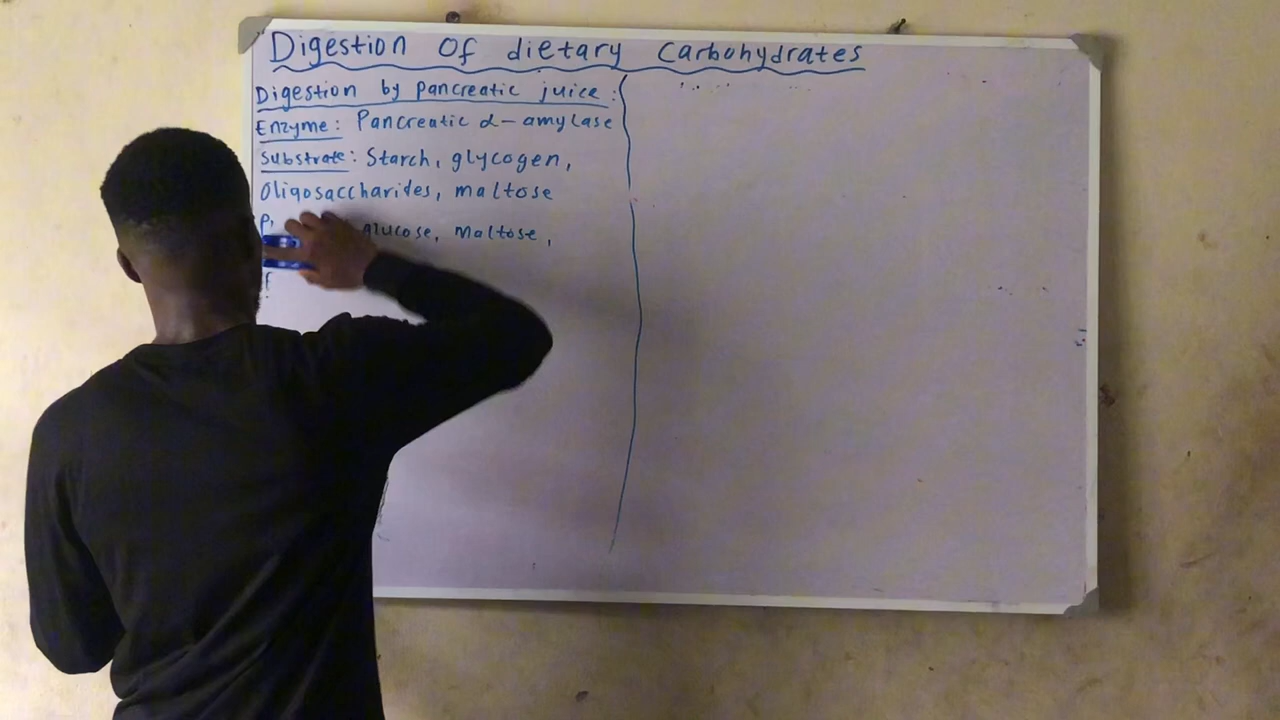 Digestion Of dietary Carbohydrates
Digestion by pancreatic juice:
Enzyme: Pancreatic α-amylase
Substrate: Starch, glycogen,
Oligosaccharides, maltose
glucose, Maltose,